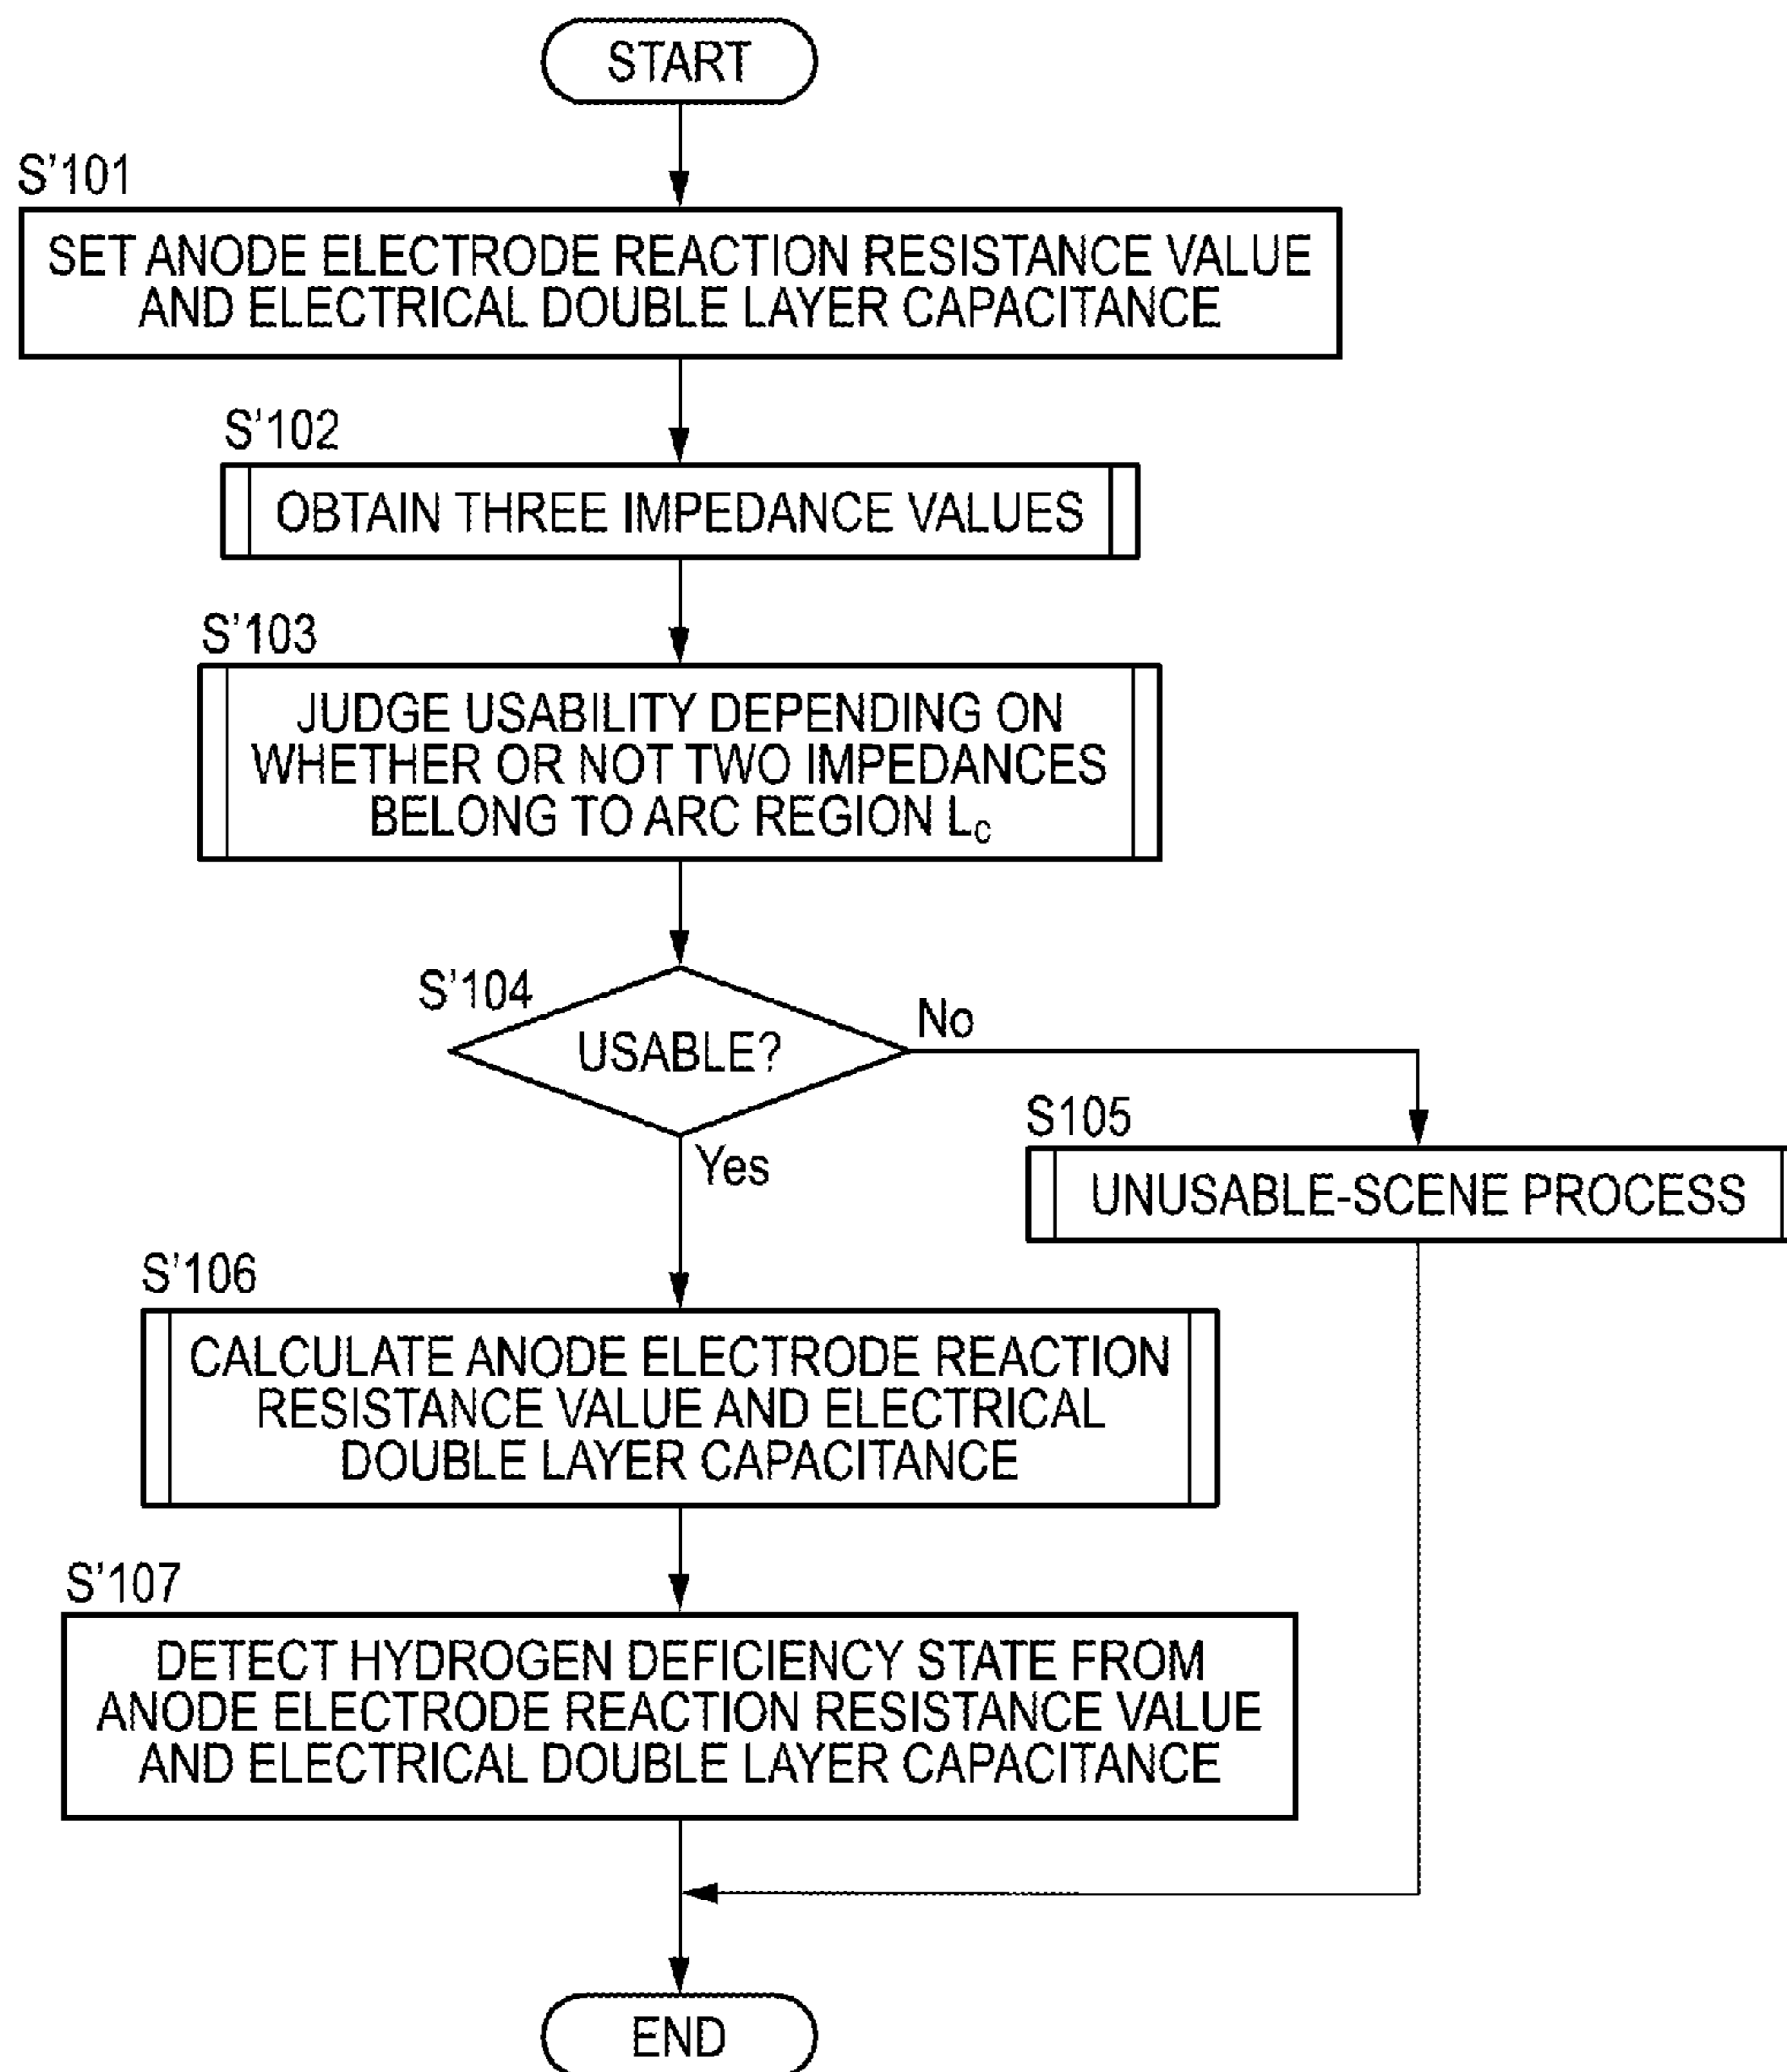 START
S'101
SET ANODE ELECTRODE REACTION RESISTANCE VALUE
AND ELECTRICAL DOUBLE LAYER CAPACITANCE
S'102
OBTAIN THREE IMPEDANCE VALUES
S'103
JUDGE USABILITY DEPENDING ON
WHETHER OR NOT TWO IMPEDANCES
BELONG TO ARC REGION LC
S'104
USABLE?
No
Yes
S105
UNUSABLE-SCENE PROCESS
S'106
CALCULATE ANODE ELECTRODE REACTION
RESISTANCE VALUE AND ELECTRICAL
DOUBLE LAYER CAPACITANCE
S'107
DETECT HYDROGEN DEFICIENCY STATE FROM
ANODE ELECTRODE REACTION RESISTANCE VALUE
AND ELECTRICAL DOUBLE LAYER CAPACITANCE
END